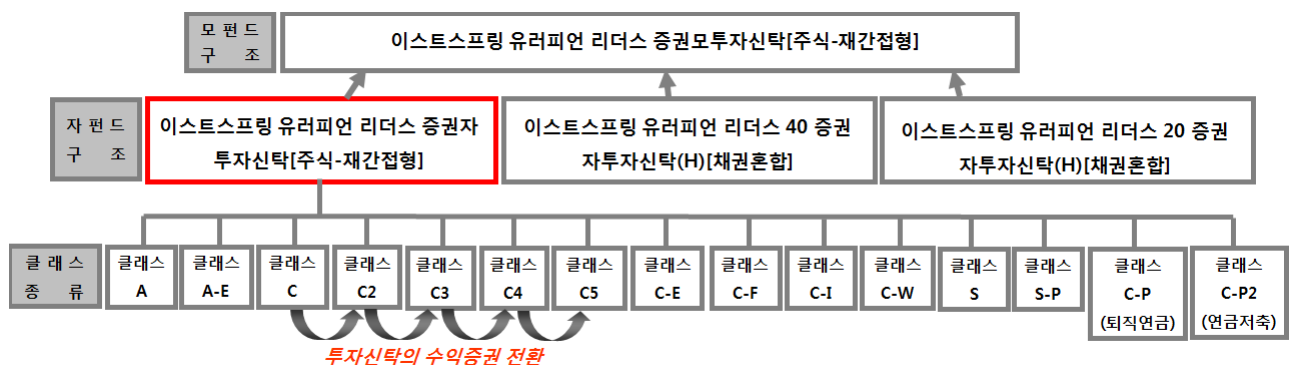 모 펀 드
구 조
이스트스프링 유러피언 리더스 증권모투자신탁[주식-재간접형]
자 펀 드
구 조
이스트스프링 유러피언 리더스 증권자
투자신탁[주식-재간접형]
이스트스프링 유러피언 리더스 40 증권
자투자신탁(H)[채권혼합]
이스트스프링 유러피언 리더스 20 증권
자투자신탁(H)[채권혼합]
클 래 스
종 류
클래스
A
클래스
A-E
클래스
C
클래스
C2
클래스
C3
클래스
C4
클래스
C5
클래스
C-E
클래스
C-F
클래스
C-I
클래스
C-W
클래스
S
클래스
S-P
클래스
C-P
(퇴직연금)
클래스
C-P2
(연금저축)
투자신탁의 수익증권 전환